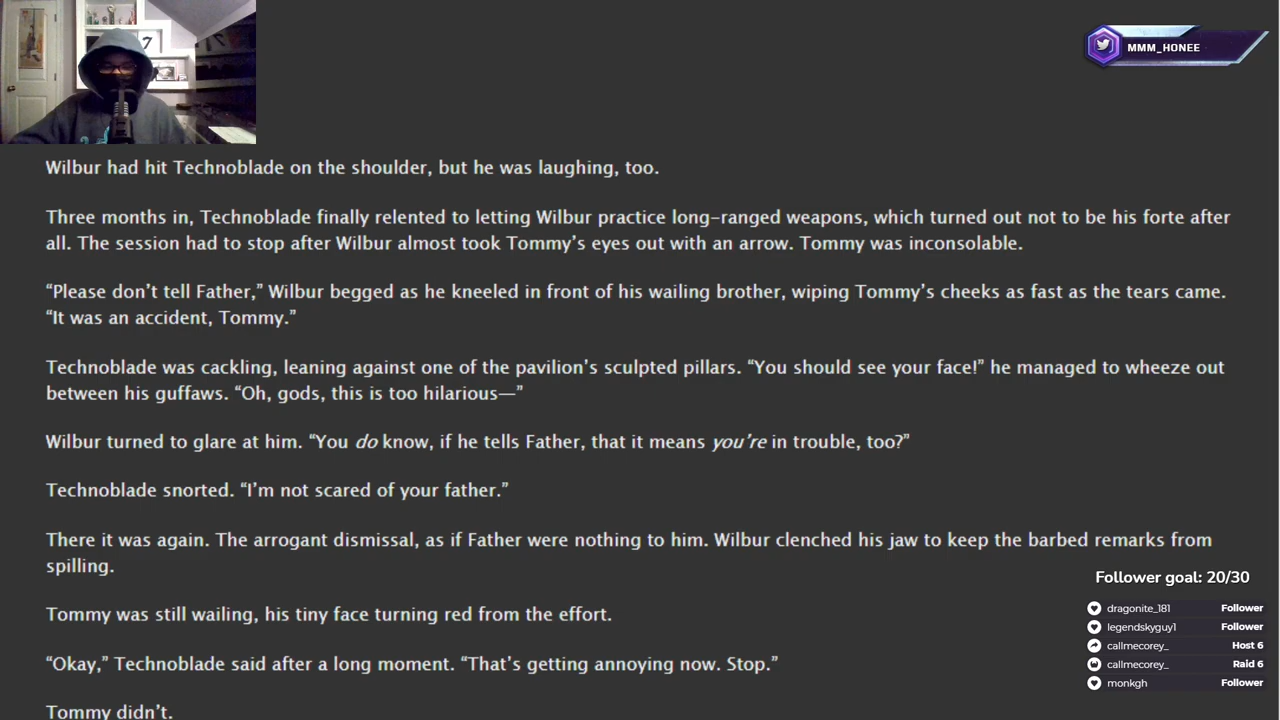 MMM_HONEE
Wilbur had hit Technoblade on the shoulder, but he was laughing, too.
Three months in, Technoblade finally relented to letting Wilbur practice long-ranged weapons, which turned out not to be his forte after
all. The session had to stop after Wilbur almost took Tommy’s eyes out with an arrow. Tommy was inconsolable.
“Please don’t tell Father,” Wilbur begged as he kneeled in front of his wailing brother, wiping Tommy’s cheeks as fast as the tears came.
“It was an accident, Tommy.”
Technoblade was cackling, leaning against one of the pavilion’s sculpted pillars. “You should see your face!” he managed to wheeze out
between his guffaws. “Oh, gods, this is too hilarious—”
Wilbur turned to glare at him. “You do know, if he tells Father, that it means you’re in trouble, too?”
Technoblade snorted. “I’m not scared of your father.”
There it was again. The arrogant dismissal, as if Father were nothing to him. Wilbur clenched his jaw to keep the barbed remarks from
spilling.
Tommy was still wailing, his tiny face turning red from the effort.
“Okay,” Technoblade said after a long moment. “That’s getting annoying now. Stop.”
Tommy didn’t.
Follower goal: 20/30
dragonite_181 Follower
legendskyguy1 Follower
callmecorey_ Host 6
callmecorey_ Raid 6
monkgh Follower